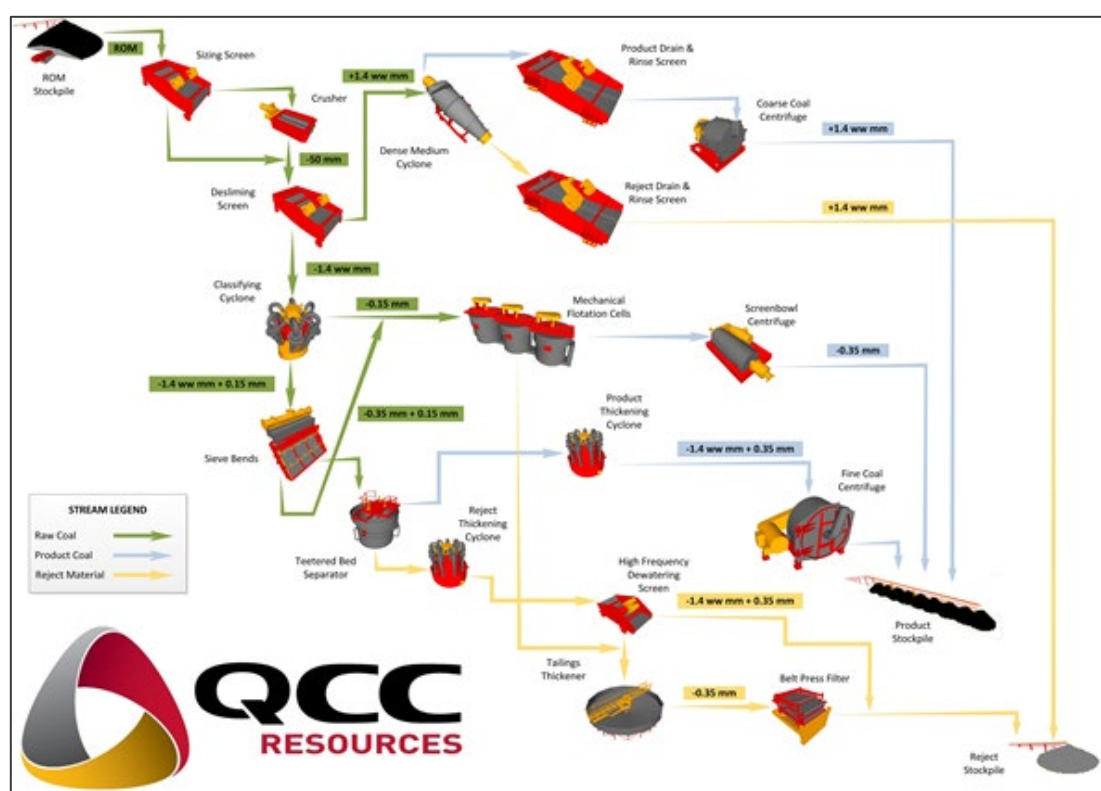 ROM
ROM
Stockpile
Sizing Screen
Crusher
-50 mm
Desliming
Screen
+1.4 ww mm
Dense Medium
Cyclone
Product Drain &
Rinse Screen
Coarse Coal
Centrifuge
+1.4 ww mm
Reject Drain &
Rinse Screen
+1.4 ww mm
-1.4 ww mm
Classifying
Cyclone
-0.15 mm
Mechanical
Flotation Cells
Screenbowl
Centrifuge
-0.35 mm
-1.4 ww mm + 0.15 mm
-0.35 mm + 0.15 mm
Sieve Bends
Product
Thickening
Cyclone
-1.4 ww mm + 0.35 mm
Fine Coal
Centrifuge
STREAM LEGEND
Raw Coal
Product Coal
Reject Material
Teetered Bed
Separator
Reject
Thickening
Cyclone
High Frequency
Dewatering
Screen
-1.4 ww mm + 0.35 mm
Product
Stockpile
Tailings
Thickener
-0.35 mm
Belt Press Filter
Reject
Stockpile
QCC
RESOURCES